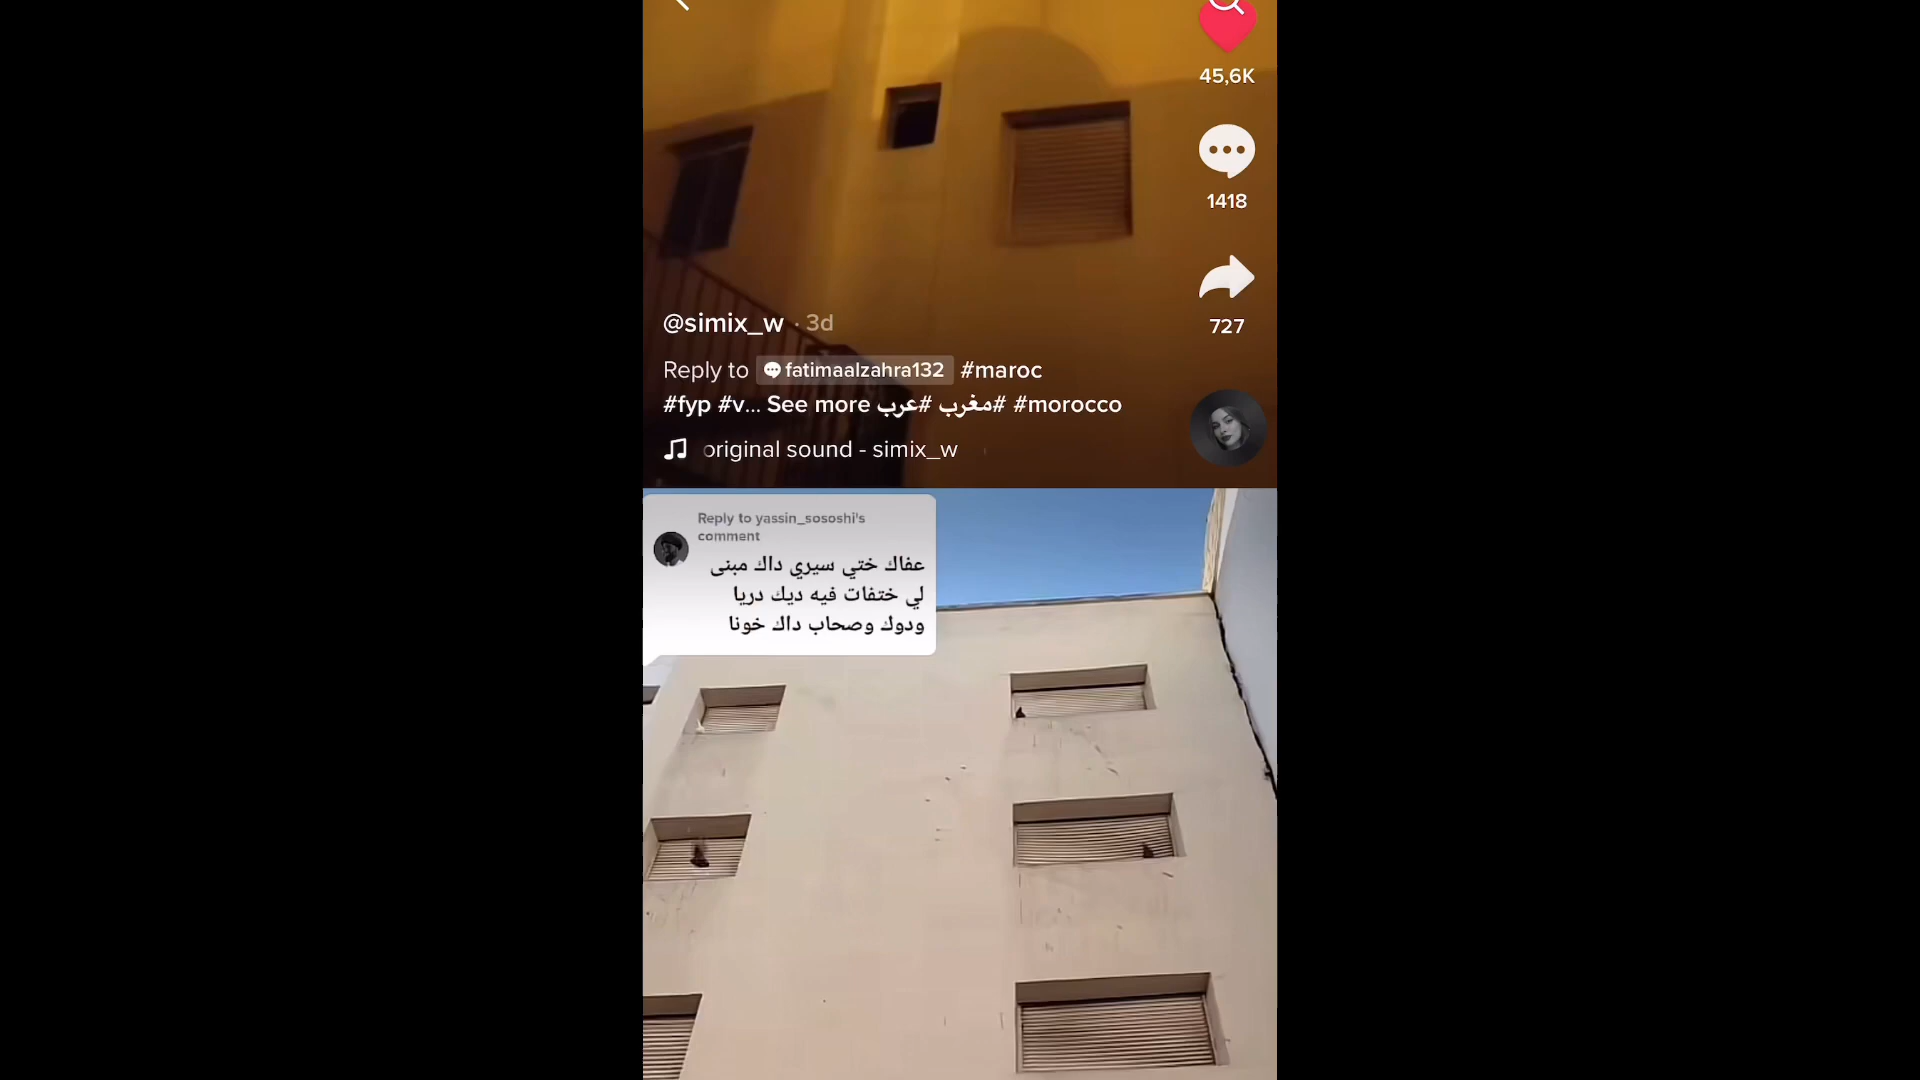 45,6K
1418
727
@simix_w · 3d
Reply to fatimaalzahra132 #maroc
#fyp #v... See more مغرب# عرب# #morocco
original sound - simix_w
Reply to yassin_sososhi's
comment
عفاك ختي سيري داك مبنى
لي ختفات فيه ديك دريا
ودوك وصحاب داك خونا